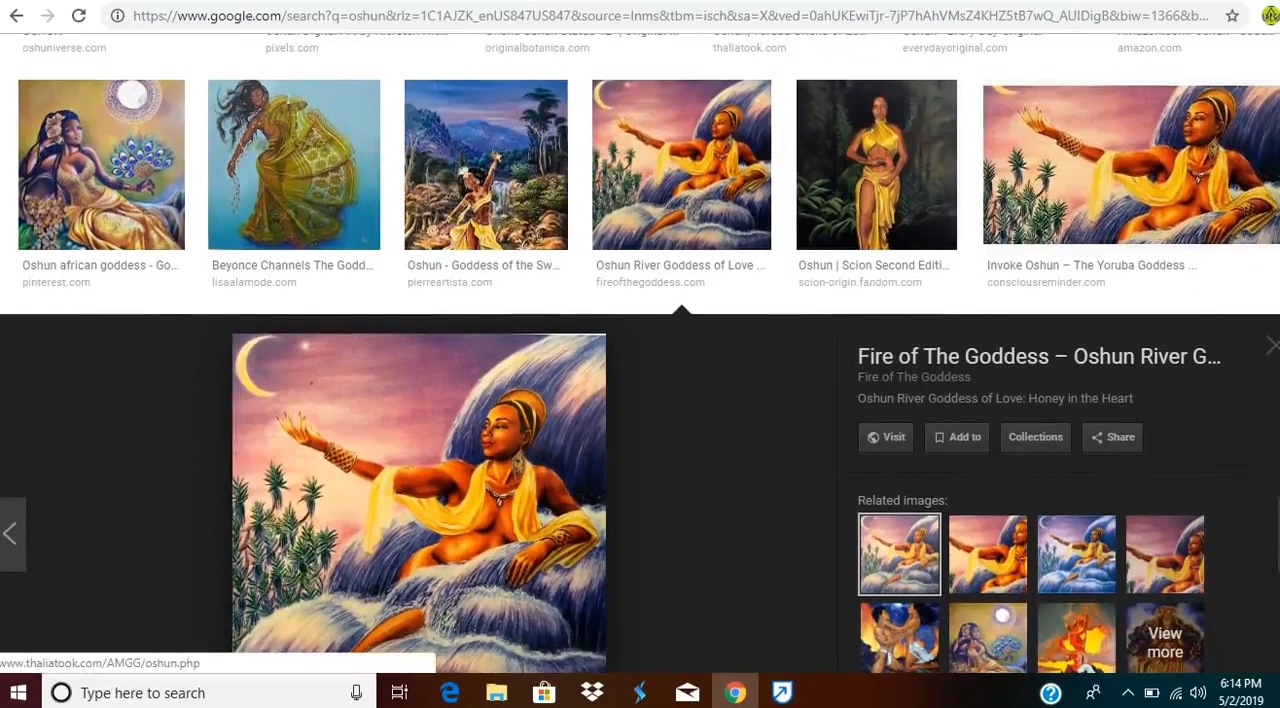 https://www.google.com/search?q=oshun&rlz=1C1AJZK_enUS847US847&source=lnms&tbm=isch&sa=X&ved=0ahUKEwiTjr-7jP7hAhVMsZ4KHZ5tB7wQ_AUIDigB&biw=1366&b...
oshuniverse.com pixels.com originalbotanica.com thaliatook.com everydayoriginal.com amazon.com
Oshun african goddess - Go... Beyonce Channels The Godd... Oshun - Goddess of the Sw... Oshun River Goddess of Love ... Oshun | Scion Second Editi... Invoke Oshun – The Yoruba Goddess ...
pinterest.com lisaalamode.com pierreartista.com fireofthegoddess.com scion-origin.fandom.com consciousreminder.com
Fire of The Goddess – Oshun River G...
Fire of The Goddess
Oshun River Goddess of Love: Honey in the Heart
Visit Add to Collections Share
Related images:
View
more
www.thaliatook.com/AMGG/oshun.php
Type here to search
6:14 PM
5/2/2019